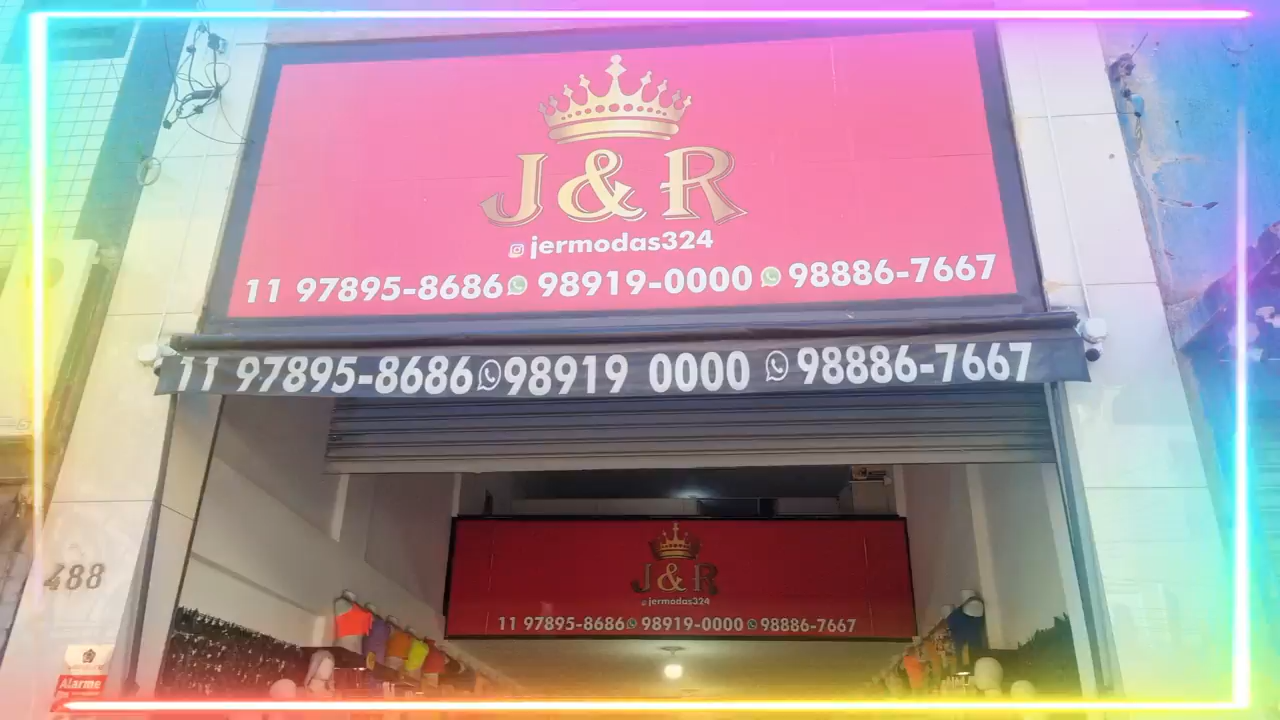 J&R
jermodas324
11 97895-8686 98919-0000 98886-7667
11 97895-8686 98919 0000 98886-7667
J & R
jermodas324
11 97895-8686 98919-0000 98886-7667
488
Alarme